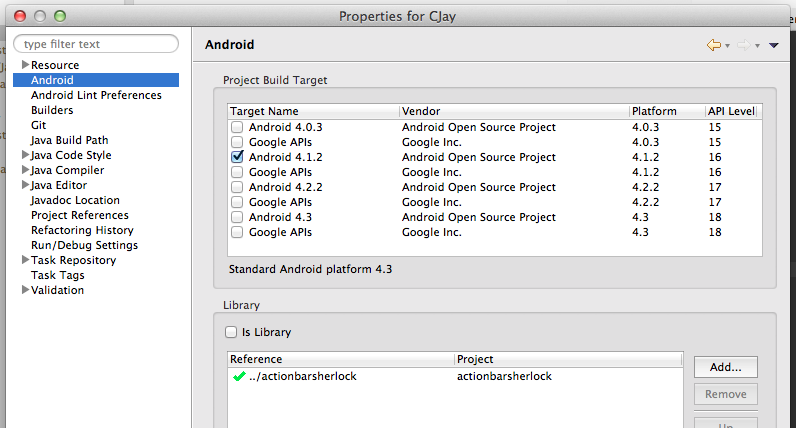 Properties for CJay
type filter text
Android
Resource
Android
Android Lint Preferences
Builders
Git
Java Build Path
Java Code Style
Java Compiler
Java Editor
Javadoc Location
Project References
Refactoring History
Run/Debug Settings
Task Repository
Task Tags
Validation
Project Build Target
Target Name Vendor Platform API Level
Android 4.0.3 Android Open Source Project 4.0.3 15
Google APIs Google Inc. 4.0.3 15
Android 4.1.2 Android Open Source Project 4.1.2 16
Google APIs Google Inc. 4.1.2 16
Android 4.2.2 Android Open Source Project 4.2.2 17
Google APIs Google Inc. 4.2.2 17
Android 4.3 Android Open Source Project 4.3 18
Google APIs Google Inc. 4.3 18
Standard Android platform 4.3
Library
Is Library
Reference Project
../actionbarsherlock actionbarsherlock
Add...
Remove
Up